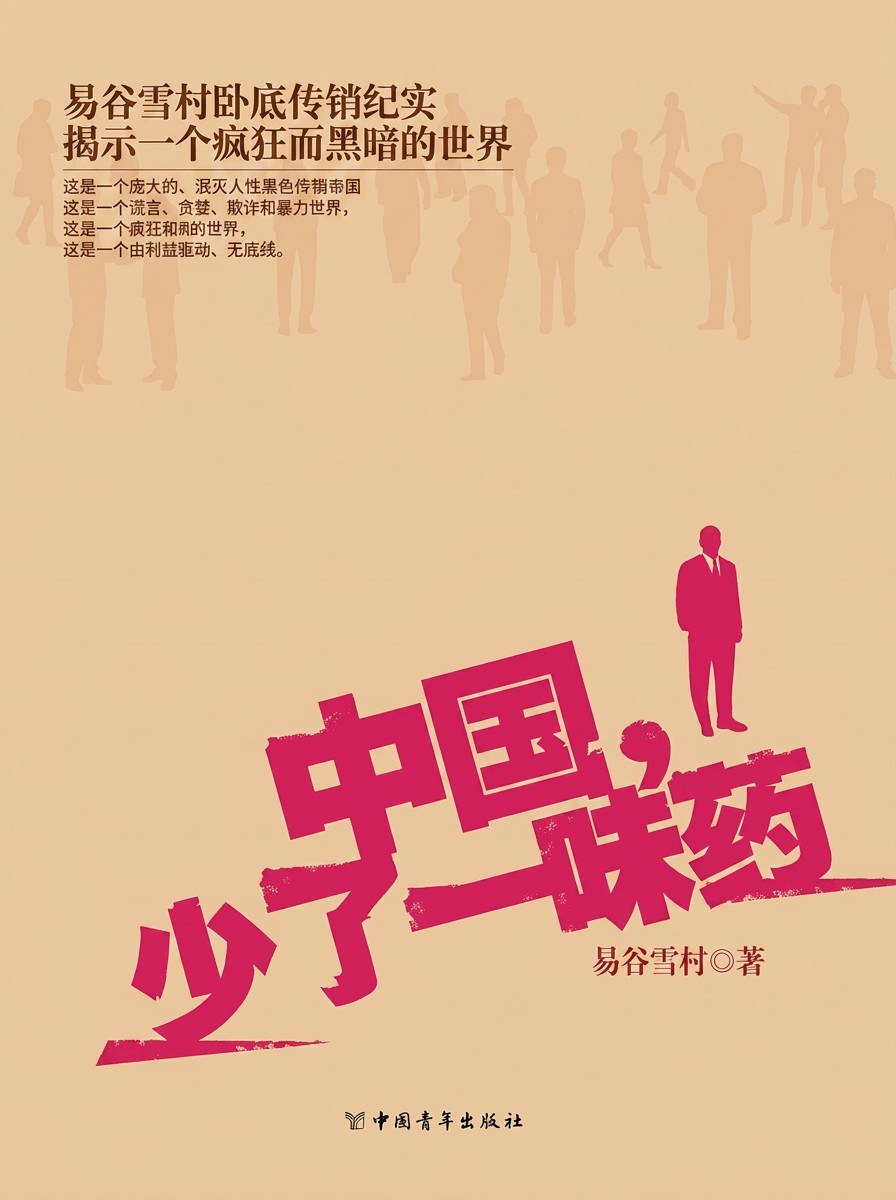 易谷雪村卧底传销纪实
揭示一个疯狂而黑暗的世界
这是一个庞大的、泯灭人性黑色传销帝国
这是一个谎言、贪婪、欺诈和暴力世界，
这是一个疯狂和的世界，
这是一个由利益驱动、无底线。
中国，
少了一味药
易谷雪村◎著
中国青年出版社